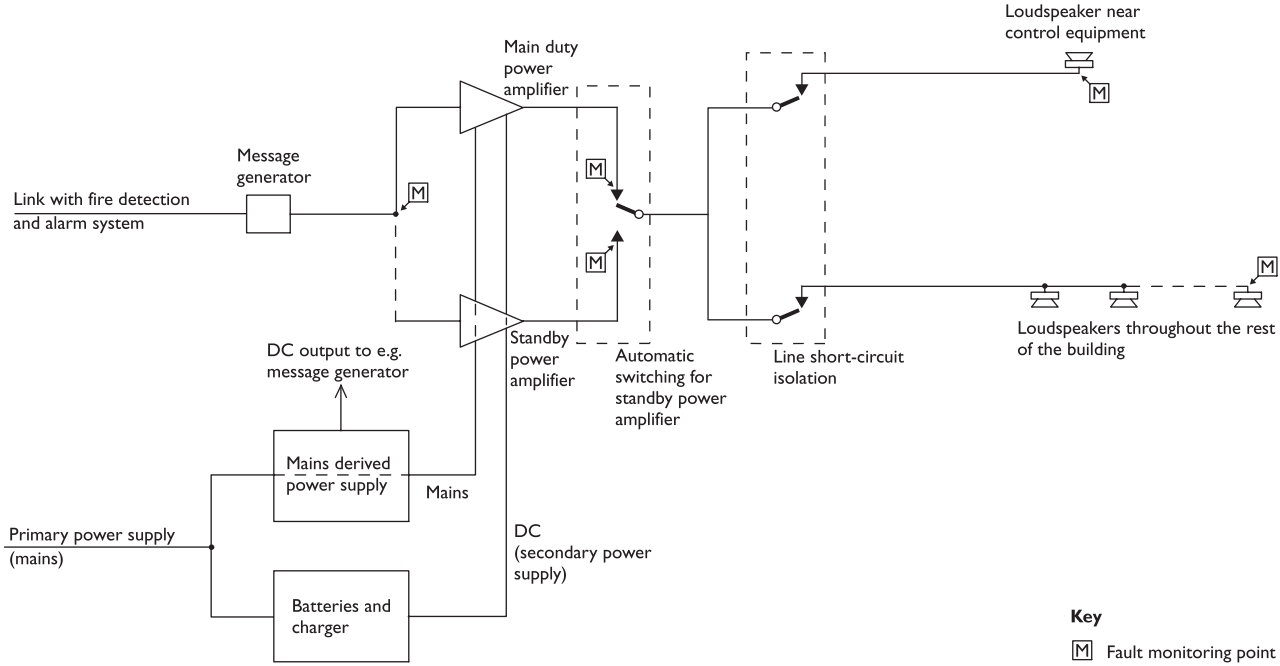 Loudspeaker near
control equipment
M
Main duty
power
amplifier
Message
generator
M
M
Link with fire detection
and alarm system
M
M
Loudspeakers throughout the rest
of the building
Standby
power
amplifier
Automatic
switching for
standby power
amplifier
Line short-circuit
isolation
DC output to e.g.
message generator
Mains derived
power supply
Mains
Primary power supply
(mains)
DC
(secondary power
supply)
Batteries and
charger
Key
M Fault monitoring point